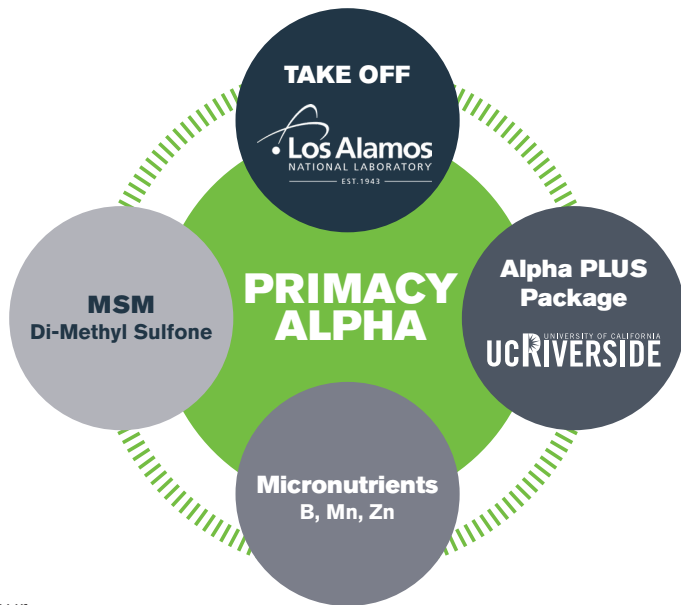 TAKE OFF
Los Alamos
NATIONAL LABORATORY
EST.1943
Alpha PLUS
Package
UNIVERSITY OF CALIFORNIA
UCRIVERSIDE
PRIMACY
ALPHA
MSM
Di-Methyl Sulfone
Micronutrients
B, Mn, Zn